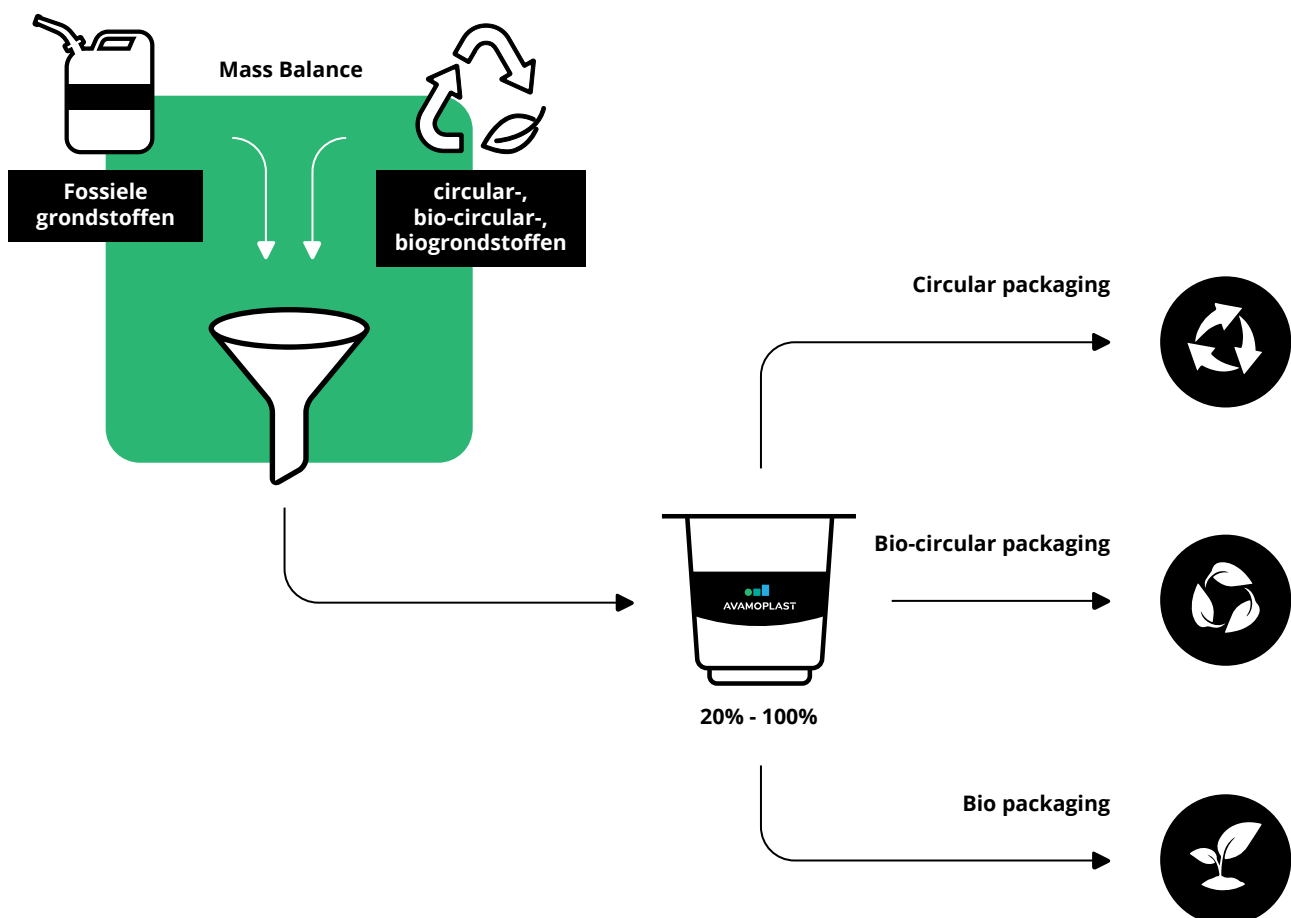 Mass Balance
Fossiele
grondstoffen
circular-,
bio-circular-,
biogrondstoffen
Circular packaging
Bio-circular packaging
AVAMOPLAST
20% - 100%
Bio packaging